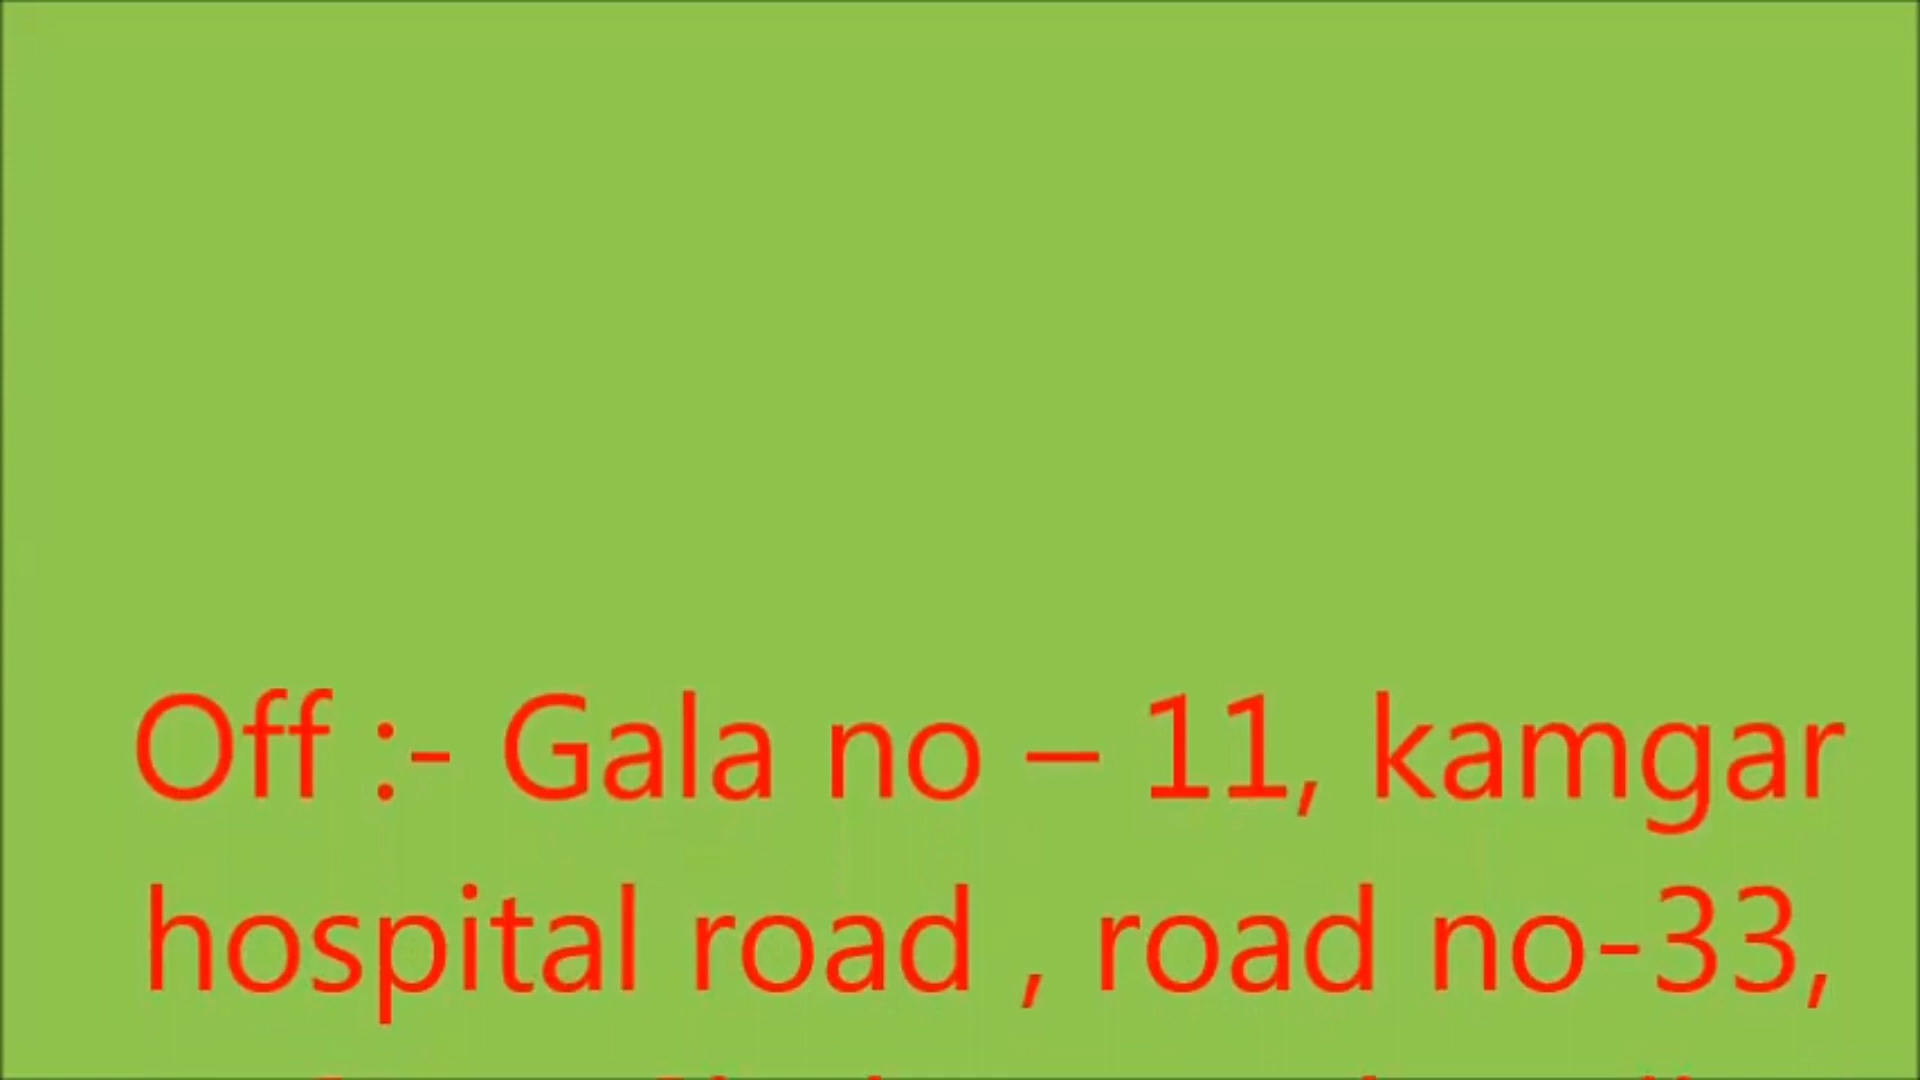 Off :- Gala no – 11, kamgar
hospital road , road no-33,